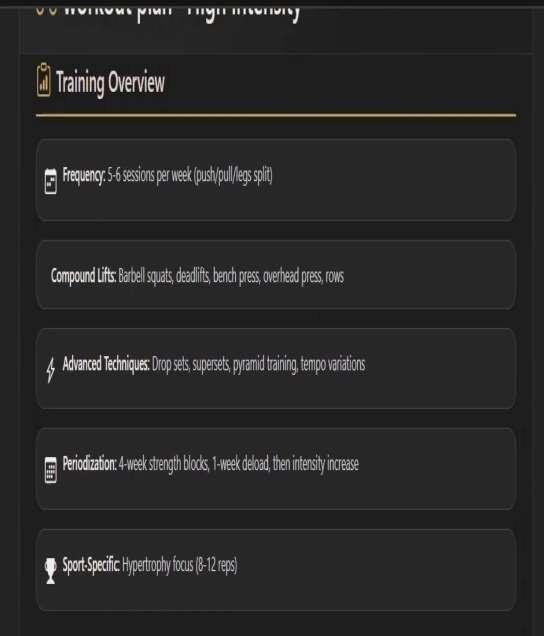 workout plan - High Intensity
Training Overview
Frequency: 5-6 sessions per week (push/pull/legs split)
Compound Lifts: Barbell squats, deadlifts, bench press, overhead press, rows
Advanced Techniques: Drop sets, supersets, pyramid training, tempo variations
Periodization: 4-week strength blocks, 1-week deload, then intensity increase
Sport-Specific: Hypertrophy focus (8-12 reps)